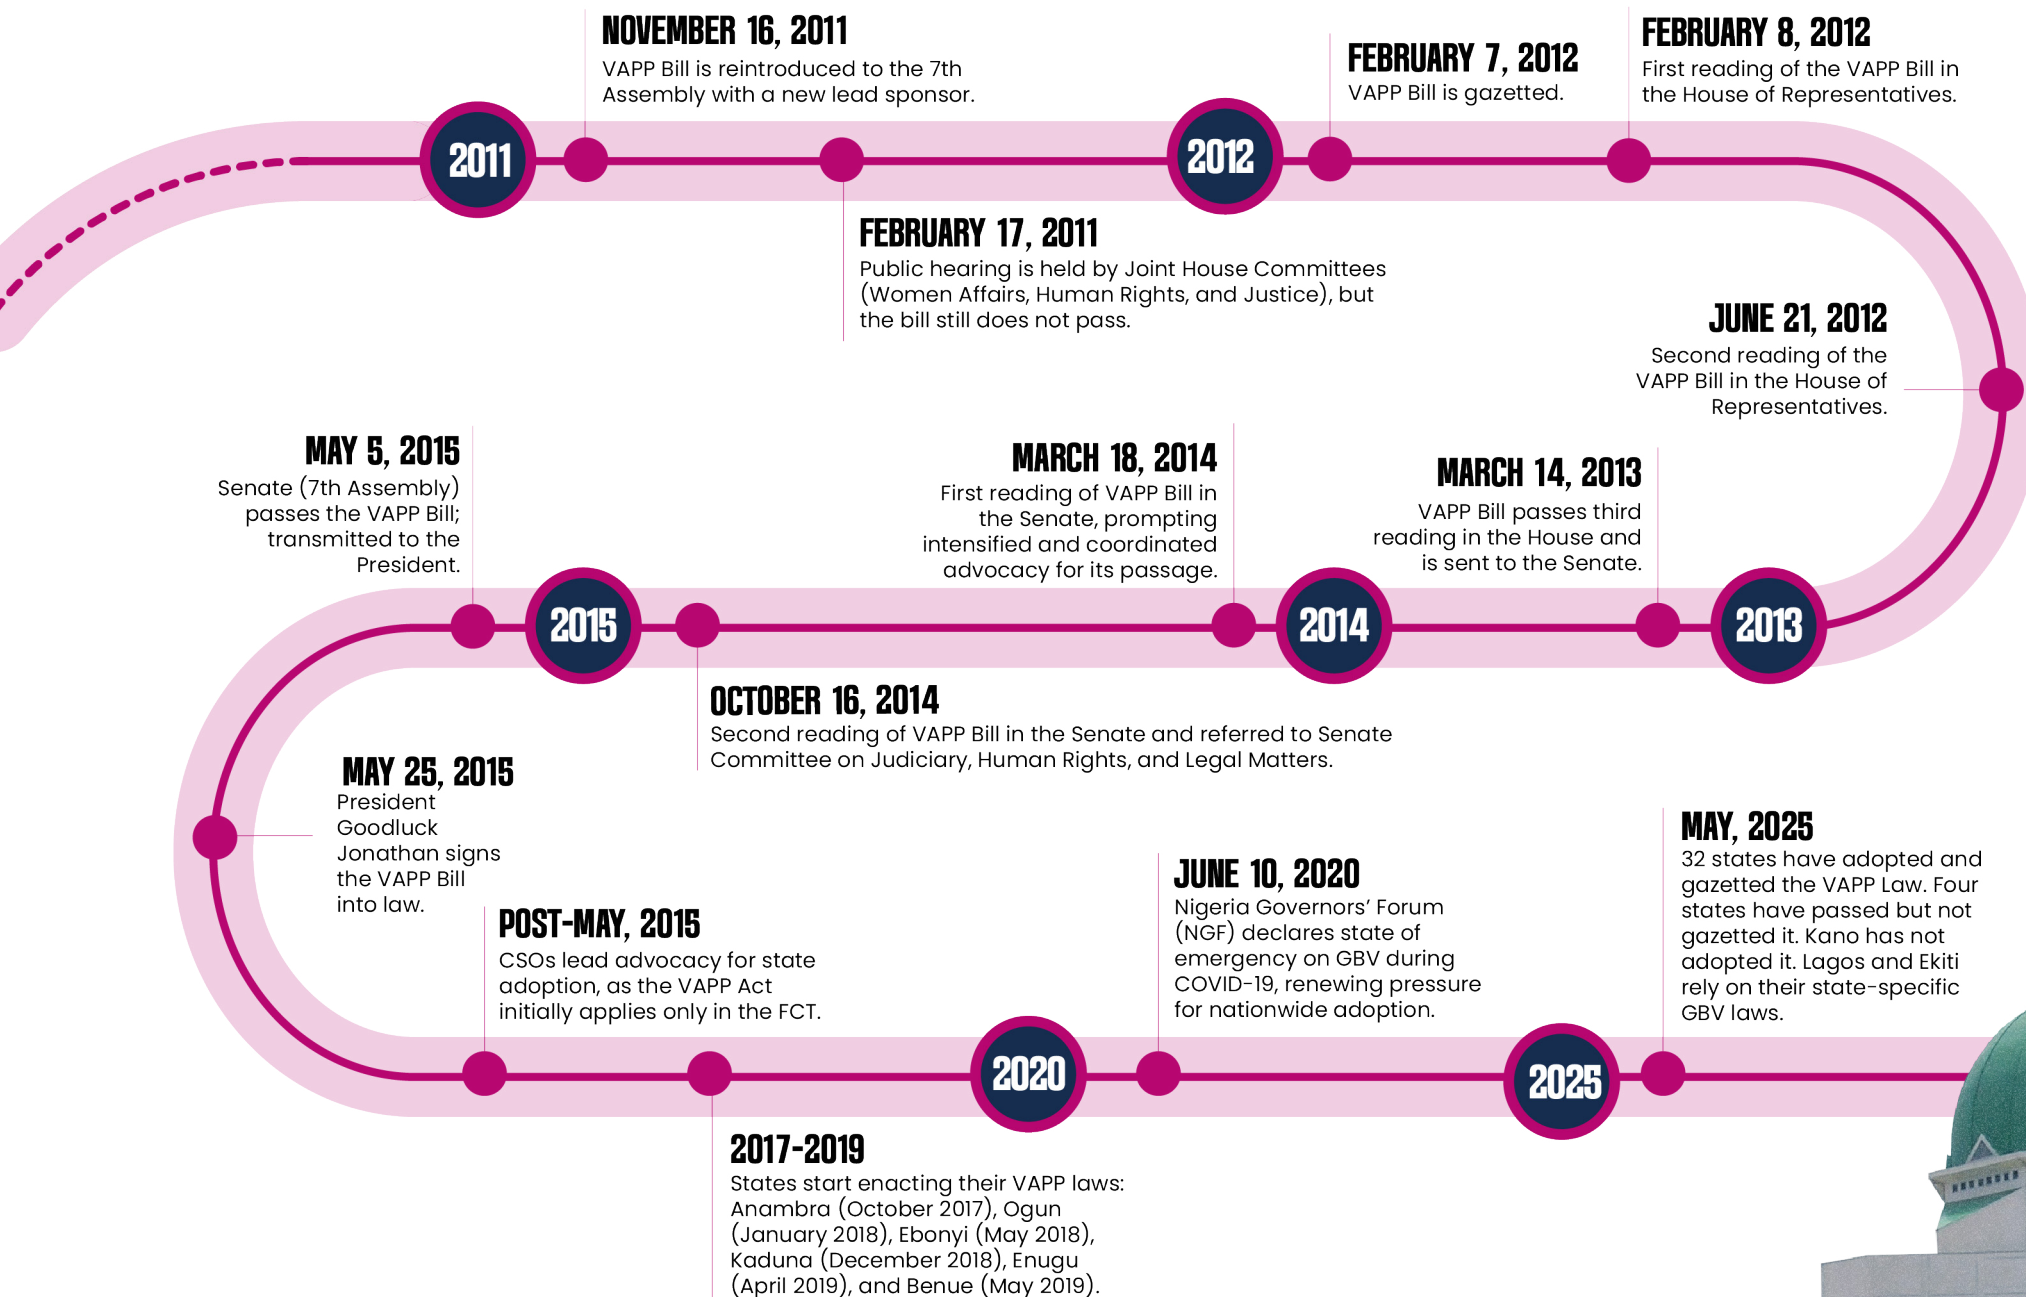 2011
NOVEMBER 16, 2011
VAPP Bill is reintroduced to the 7th
Assembly with a new lead sponsor.
FEBRUARY 17, 2011
Public hearing is held by Joint House Committees
(Women Affairs, Human Rights, and Justice), but
the bill still does not pass.
2012
FEBRUARY 7, 2012
VAPP Bill is gazetted.
FEBRUARY 8, 2012
First reading of the VAPP Bill in
the House of Representatives.
JUNE 21, 2012
Second reading of the
VAPP Bill in the House of
Representatives.
2013
MARCH 14, 2013
VAPP Bill passes third
reading in the House and
is sent to the Senate.
2014
MARCH 18, 2014
First reading of VAPP Bill in
the Senate, prompting
intensified and coordinated
advocacy for its passage.
OCTOBER 16, 2014
Second reading of VAPP Bill in the Senate and referred to Senate
Committee on Judiciary, Human Rights, and Legal Matters.
2015
MAY 5, 2015
Senate (7th Assembly)
passes the VAPP Bill;
transmitted to the
President.
MAY 25, 2015
President
Goodluck
Jonathan signs
the VAPP Bill
into law.
POST-MAY, 2015
CSOs lead advocacy for state
adoption, as the VAPP Act
initially applies only in the FCT.
2017-2019
States start enacting their VAPP laws:
Anambra (October 2017), Ogun
(January 2018), Ebonyi (May 2018),
Kaduna (December 2018), Enugu
(April 2019), and Benue (May 2019).
2020
JUNE 10, 2020
Nigeria Governors’ Forum
(NGF) declares state of
emergency on GBV during
COVID-19, renewing pressure
for nationwide adoption.
2025
MAY, 2025
32 states have adopted and
gazetted the VAPP Law. Four
states have passed but not
gazetted it. Kano has not
adopted it. Lagos and Ekiti
rely on their state-specific
GBV laws.